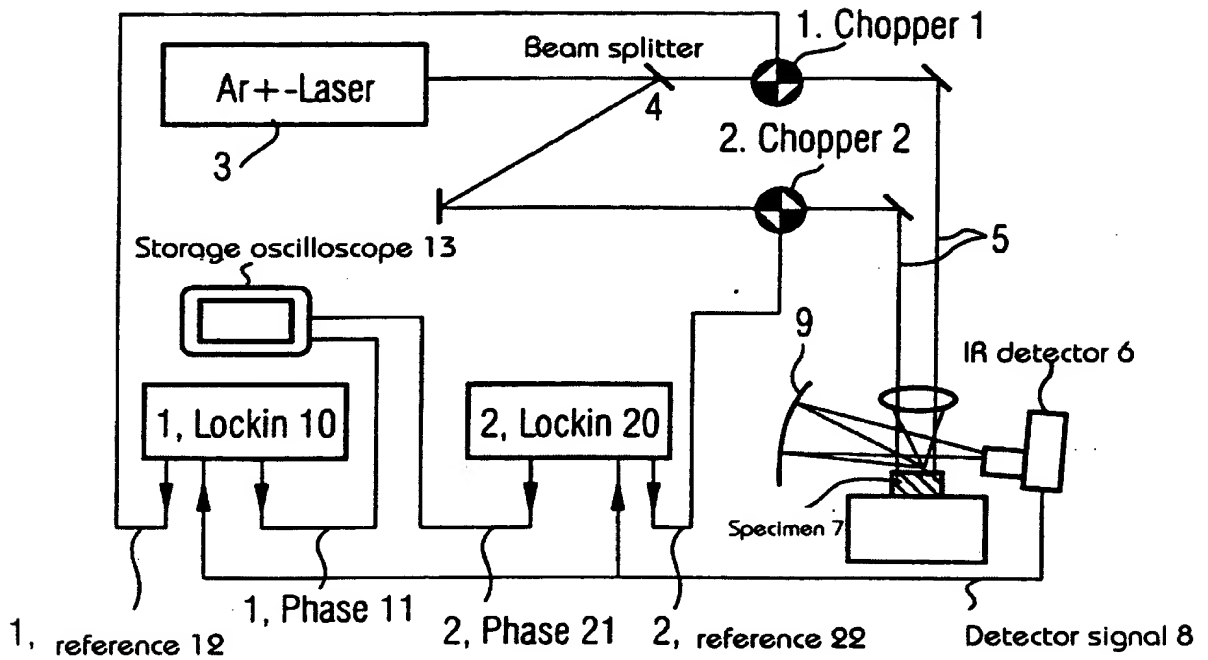 1. Chopper 1
Beam splitter
Ar+-Laser
4
3
2. Chopper 2
5
Storage oscilloscope 13
9
IR detector 6
1, Lockin 10
2, Lockin 20
Specimen 7
1, Phase 11
1, reference 12
2, Phase 21
2, reference 22
Detector signal 8